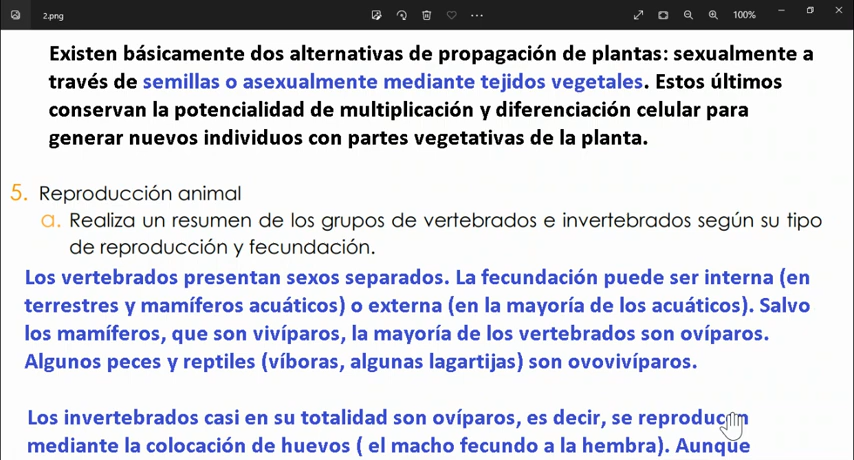 2.png
100%
Existen básicamente dos alternativas de propagación de plantas: sexualmente a
través de semillas o asexualmente mediante tejidos vegetales. Estos últimos
conservan la potencialidad de multiplicación y diferenciación celular para
generar nuevos individuos con partes vegetativas de la planta.
5. Reproducción animal
a. Realiza un resumen de los grupos de vertebrados e invertebrados según su tipo
de reproducción y fecundación.
Los vertebrados presentan sexos separados. La fecundación puede ser interna (en
terrestres y mamíferos acuáticos) o externa (en la mayoría de los acuáticos). Salvo
los mamíferos, que son vivíparos, la mayoría de los vertebrados son ovíparos.
Algunos peces y reptiles (víboras, algunas lagartijas) son ovovivíparos.
Los invertebrados casi en su totalidad son ovíparos, es decir, se reproducen
mediante la colocación de huevos ( el macho fecundo a la hembra). Aunque